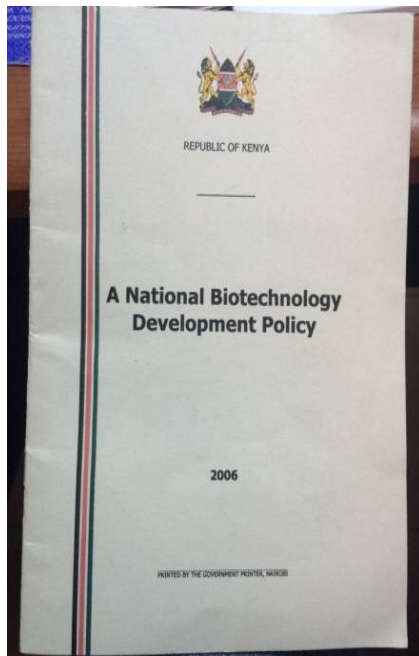 REPUBLIC OF KENYA
A National Biotechnology
Development Policy
2006
PRINTED BY THE GOVERNMENT PRINTER, NAIROBI